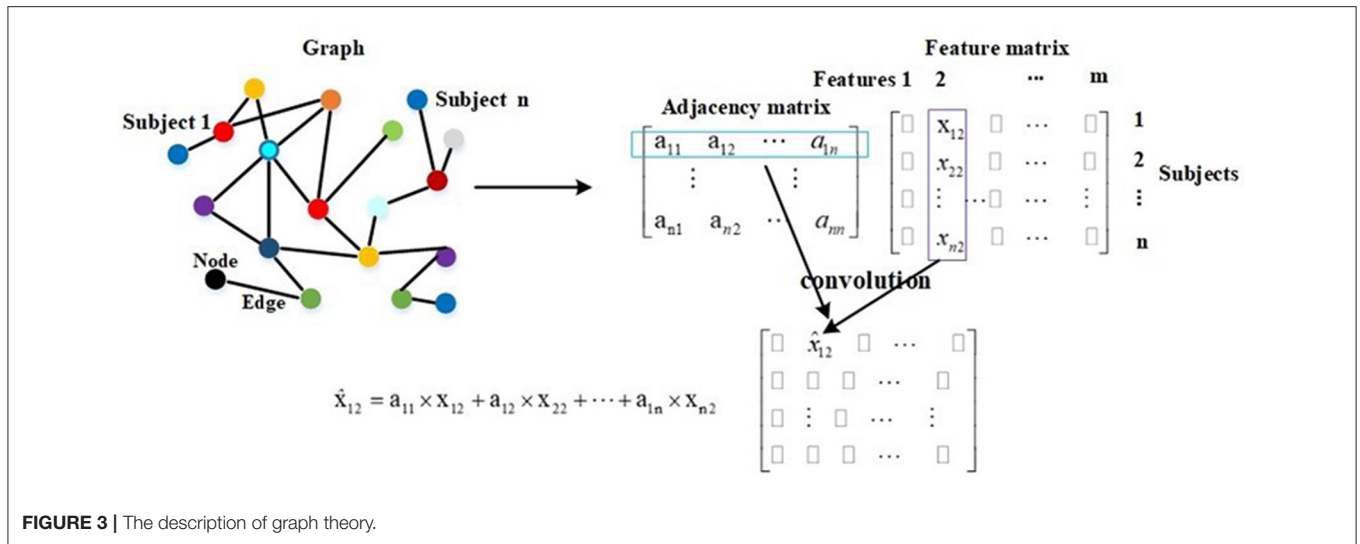 Graph
Subject 1
Subject n
Node
Edge
Adjacency matrix
a11 a12 ⋯ a1n
⋮ ⋮
an1 an2 ⋯ ann
Feature matrix
Features 1 2 ⋯ m
▯ x12 ▯ ⋯ ▯ 1
▯ x22 ▯ ⋯ ▯ 2
▯ ⋮ ⋯ ▯ ⋯ ⋮ ⋮
▯ xn2 ▯ ⋯ ▯ n
Subjects
convolution
▯ x̂12 ▯ ⋯ ▯
▯ ▯ ▯ ⋯ ▯
▯ ⋮ ▯ ⋯ ⋮
▯ ▯ ▯ ⋯ ▯
x̂12 = a11 × x12 + a12 × x22 + ⋯ + a1n × xn2
FIGURE 3 | The description of graph theory.